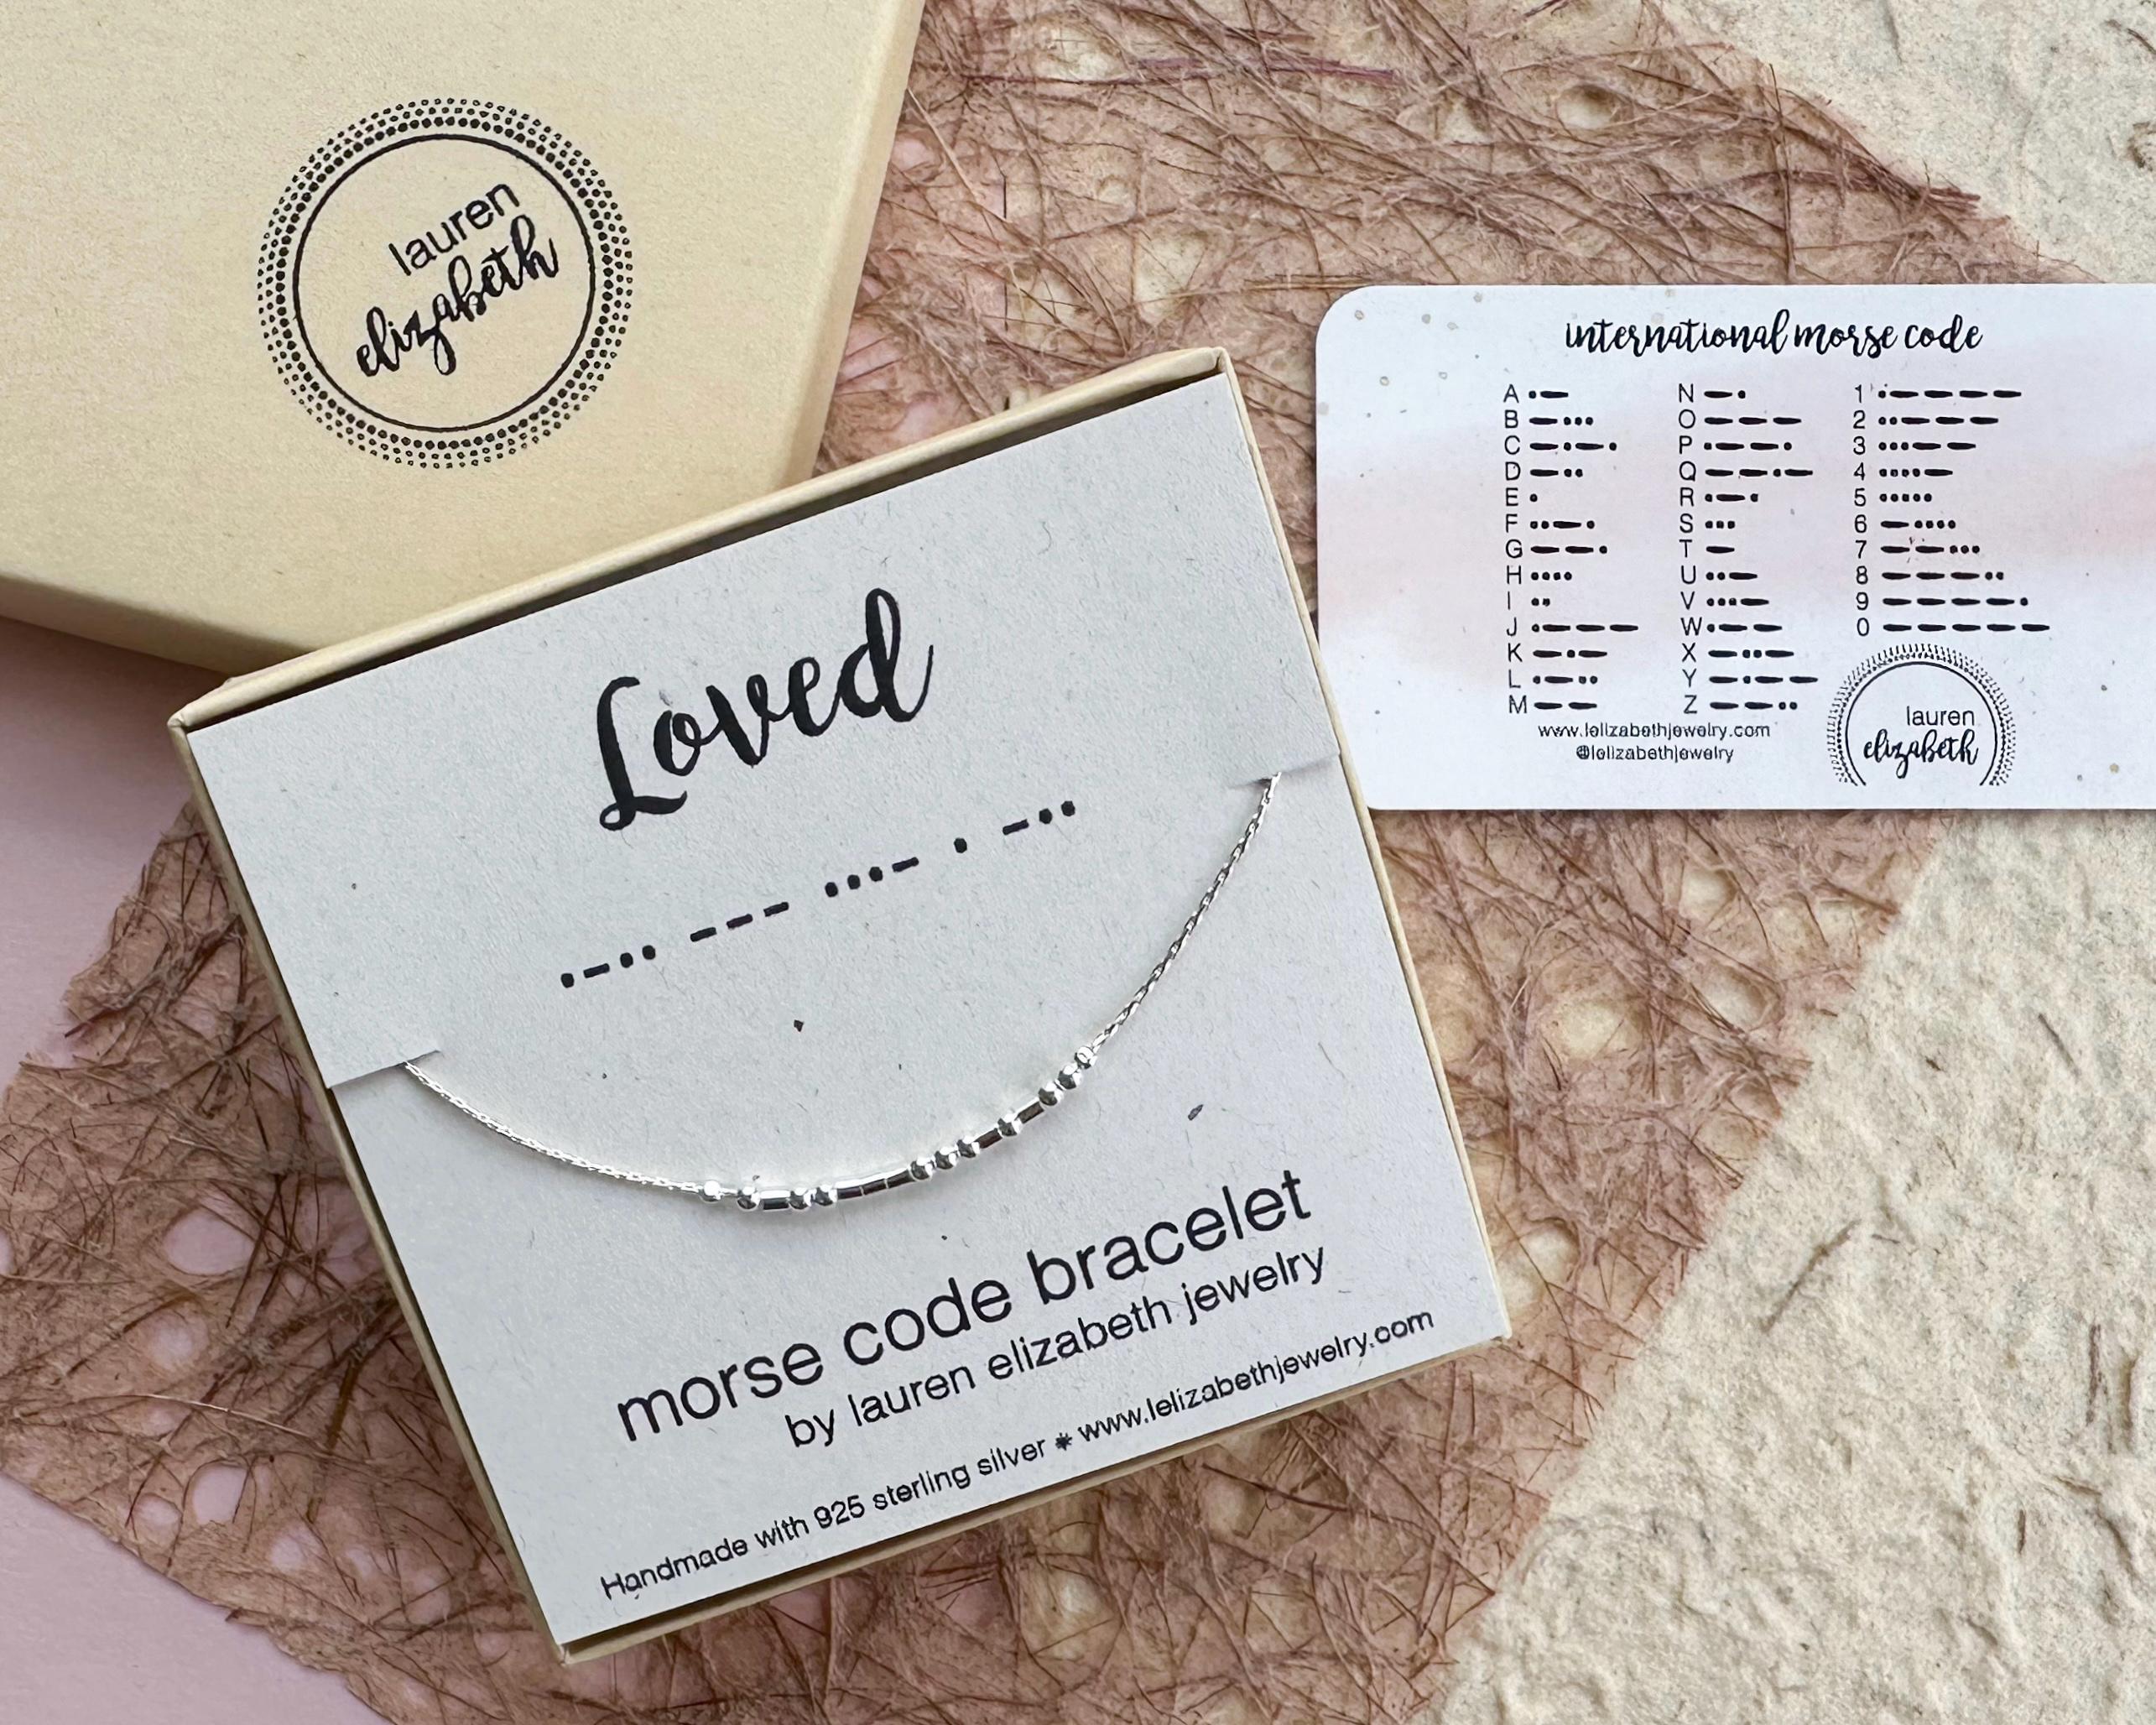 lauren
elizabeth
Loved
·–·· ––– ···– · –··
morse code bracelet
by lauren elizabeth jewelry
Handmade with 925 sterling silver * www.lelizabethjewelry.com
international morse code
A ·–
B –···
C –·–·
D –··
E ·
F ··–·
G ––·
H ····
I ··
J ·–––
K –·–
L ·–··
M ––
N –·
O –––
P ·––·
Q ––·–
R ·–·
S ···
T –
U ··–
V ···–
W ·––
X –··–
Y –·––
Z ––··
1 ·––––
2 ··–––
3 ···––
4 ····–
5 ·····
6 –····
7 ––···
8 –––··
9 ––––·
0 –––––
www.lelizabethjewelry.com
@lelizabethjewelry
lauren
elizabeth